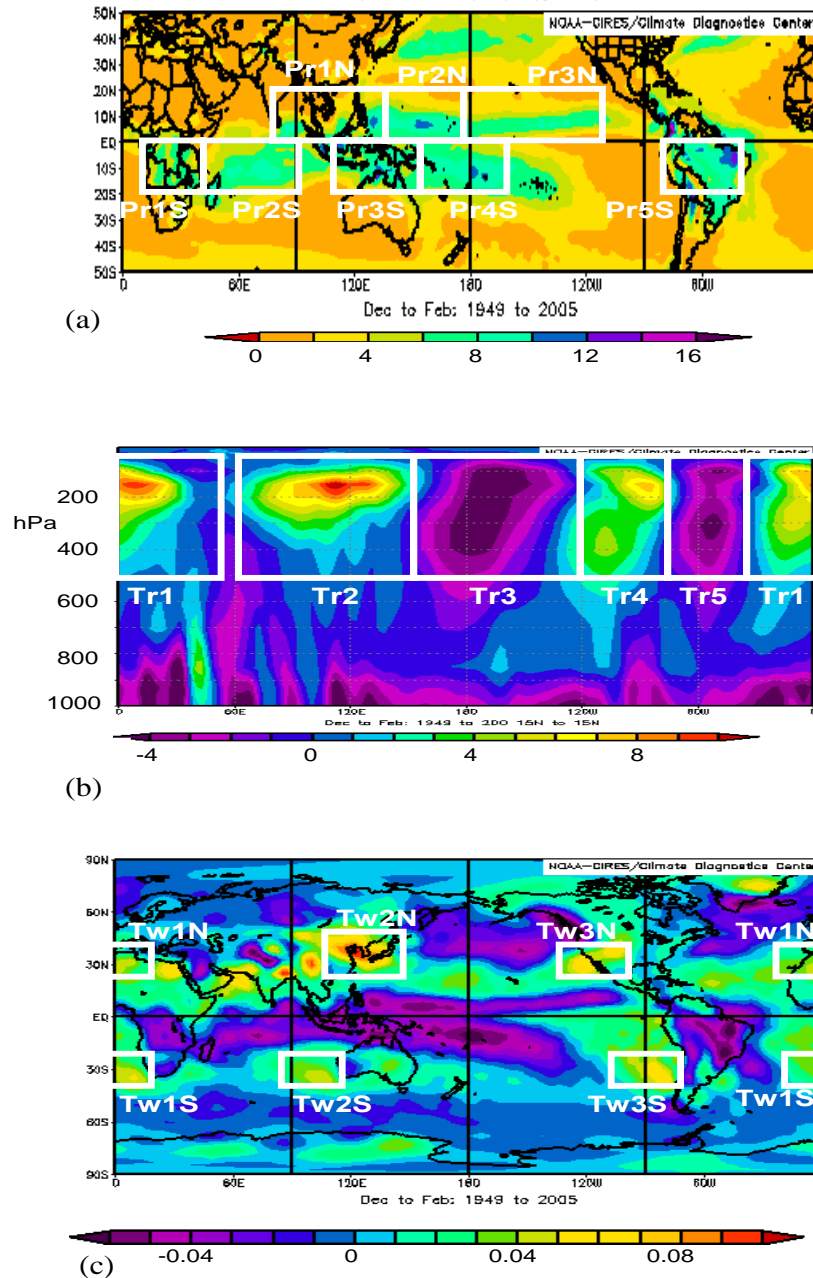 50N
40N
30N
20N
10N
EQ
10S
20S
30S
40S
50S
NOAA-CIRES/Climate Diagnostics Center
Pr1N Pr2N Pr3N
Pr1S Pr2S Pr3S Pr4S Pr5S
0 60E 120E 180 120W 60W
Dec to Feb: 1949 to 2005
(a)
0 4 8 12 16
NOAA-CIRES/Climate Diagnostics Center
200
hPa
400
600
800
1000
Tr1 Tr2 Tr3 Tr4 Tr5 Tr1
0 60E 120E 180 120W 60W
Dec to Feb: 1949 to 200 15N to 15N
-4 0 4 8
(b)
90N
60N
30N
EQ
30S
60S
90S
NOAA-CIRES/Climate Diagnostics Center
Tw1N Tw2N Tw3N Tw1N
Tw1S Tw2S Tw3S Tw1S
0 60E 120E 180 120W 60W
Dec to Feb: 1949 to 2005
-0.04 0 0.04 0.08
(c)